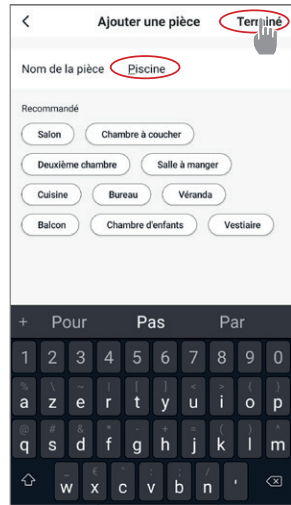 < Ajouter une pièce Terminé
Nom de la pièce Piscine
Recommandé
Salon Chambre à coucher
Deuxième chambre Salle à manger
Cuisine Bureau Véranda
Balcon Chambre d'enfants Vestiaire
+ Pour Pas Par
1 2 3 4 5 6 7 8 9 0
% \ ~ | [ ] < > { }
a z e r t y u i o p
@ # & * - + = ( ) ^
q s d f g h j k l m
_ € " ' : ; /
w x c v b n '